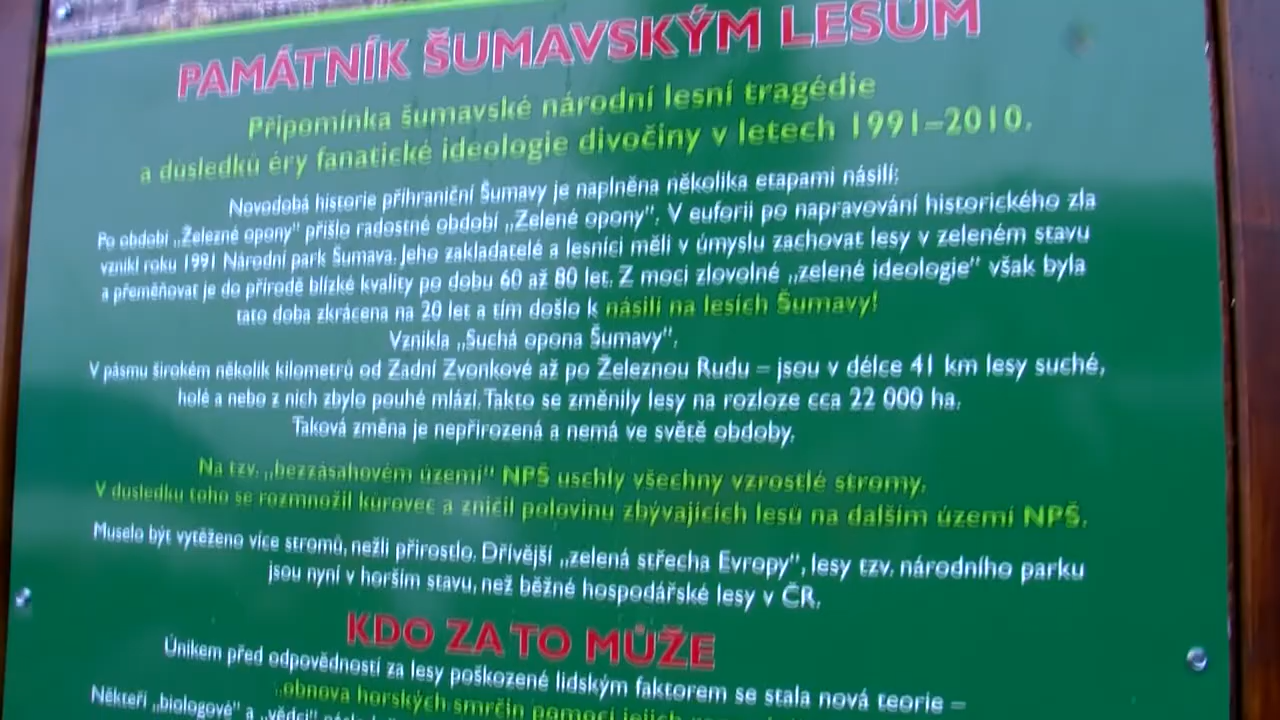 PAMÁTNÍK ŠUMAVSKÝM LESŮM
Připomínka šumavské národní lesní tragédie
a důsledků éry fanatické ideologie divočiny v letech 1991–2010.
Novodobá historie příhraniční Šumavy je naplněna několika etapami násilí:
Po období „Železné opony" přišlo radostné období „Zelené opony". V euforii po napravování historického zla
vznikl roku 1991 Národní park Šumava. Jeho zakladatelé a lesníci měli v úmyslu zachovat lesy v zeleném stavu
a přeměňovat je do přírodě blízké kvality po dobu 60 až 80 let. Z moci zlovolné „zelené ideologie" však byla
tato doba zkrácena na 20 let a tím došlo k násilí na lesích Šumavy!
Vznikla „Suchá opona Šumavy".
V pásmu širokém několik kilometrů od Zadní Zvonkové až po Železnou Rudu – jsou v délce 41 km lesy suché,
holé a nebo z nich zbylo pouhé mlází. Takto se změnily lesy na rozloze cca 22 000 ha.
Taková změna je nepřirozená a nemá ve světě obdoby.
Na tzv. „bezzásahovém území" NPŠ uschly všechny vzrostlé stromy.
V důsledku toho se rozmnožil kůrovec a zničil polovinu zbývajících lesů na dalším území NPŠ.
Muselo být vytěženo více stromů, nežli přirostlo. Dřívější „zelená střecha Evropy", lesy tzv. národního parku
jsou nyní v horším stavu, než běžné hospodářské lesy v ČR.
KDO ZA TO MŮŽE
Únikem před odpovědností za lesy poškozené lidským faktorem se stala nová teorie –
„obnova horských smrčin pomocí jejich
Někteří „biologové" a „vědci"